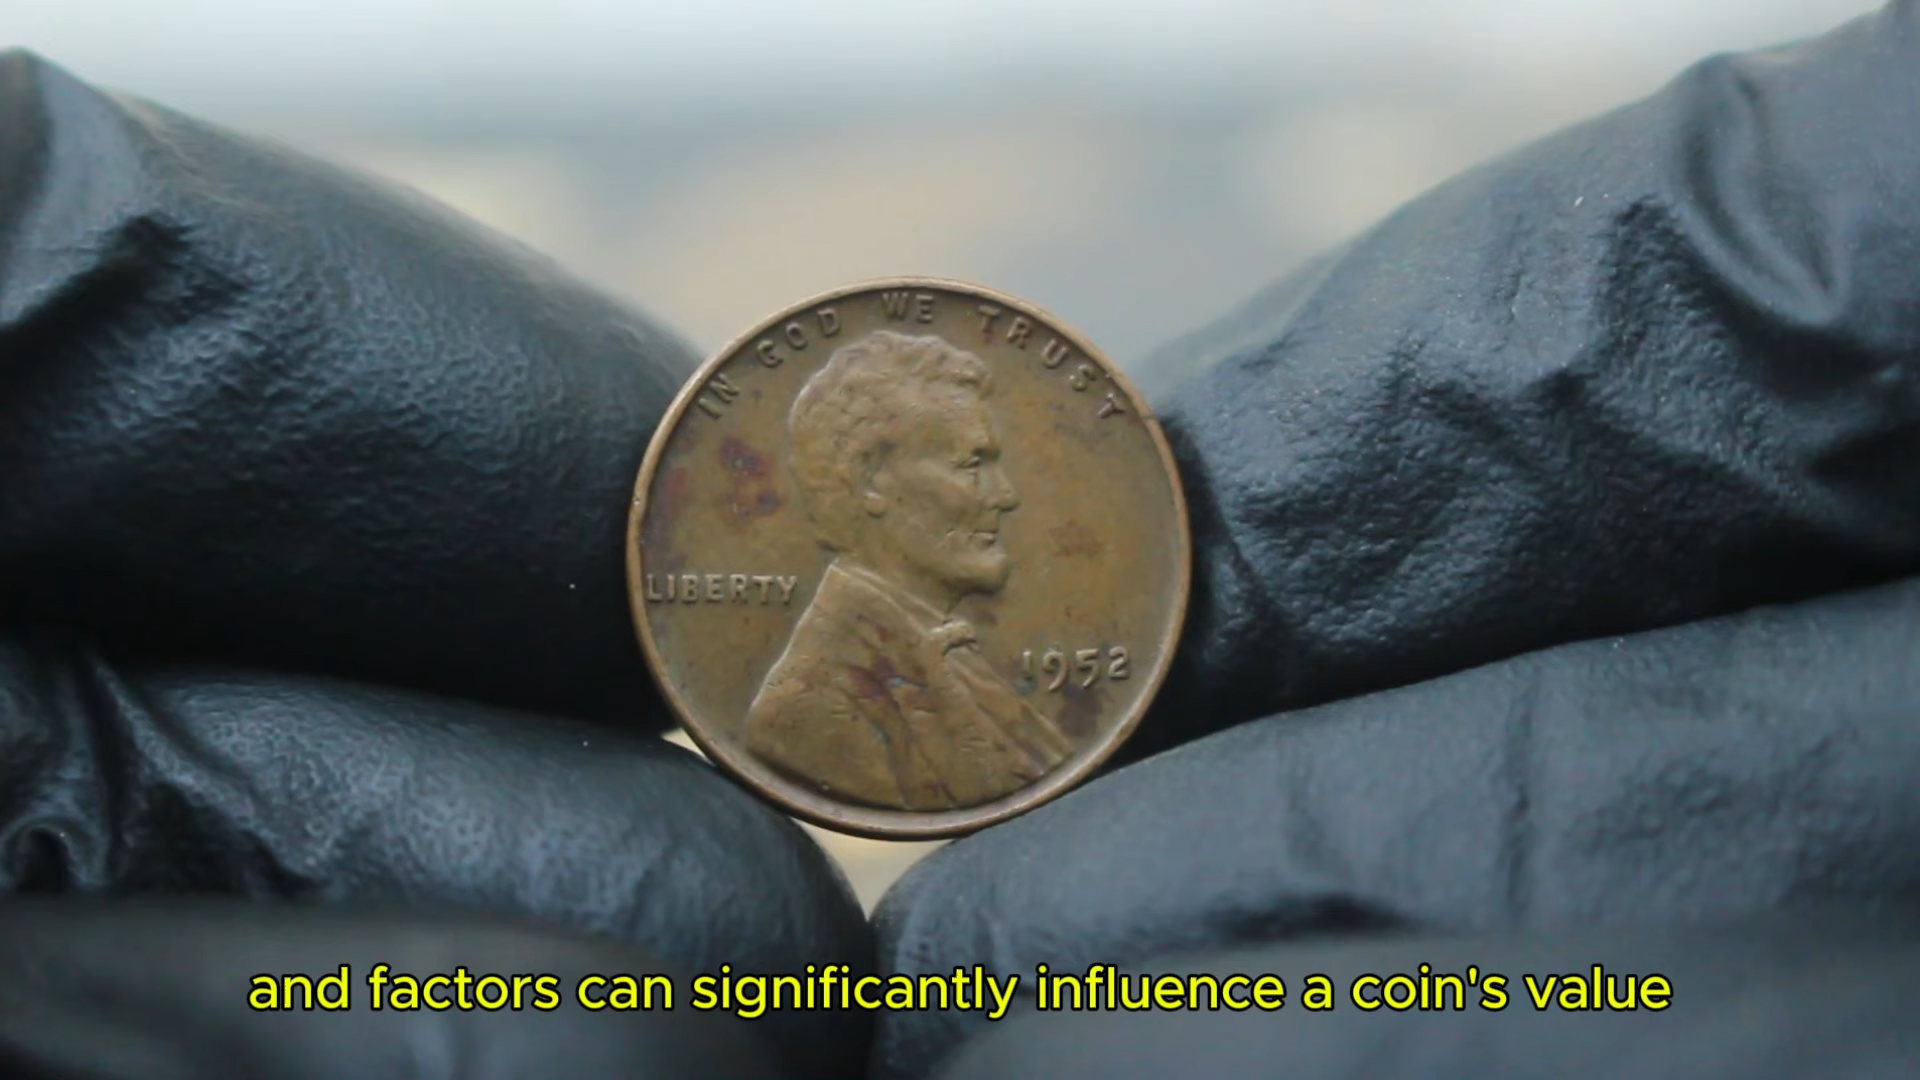 IN GOD WE TRUST
LIBERTY
1952
and factors can significantly influence a coin's value